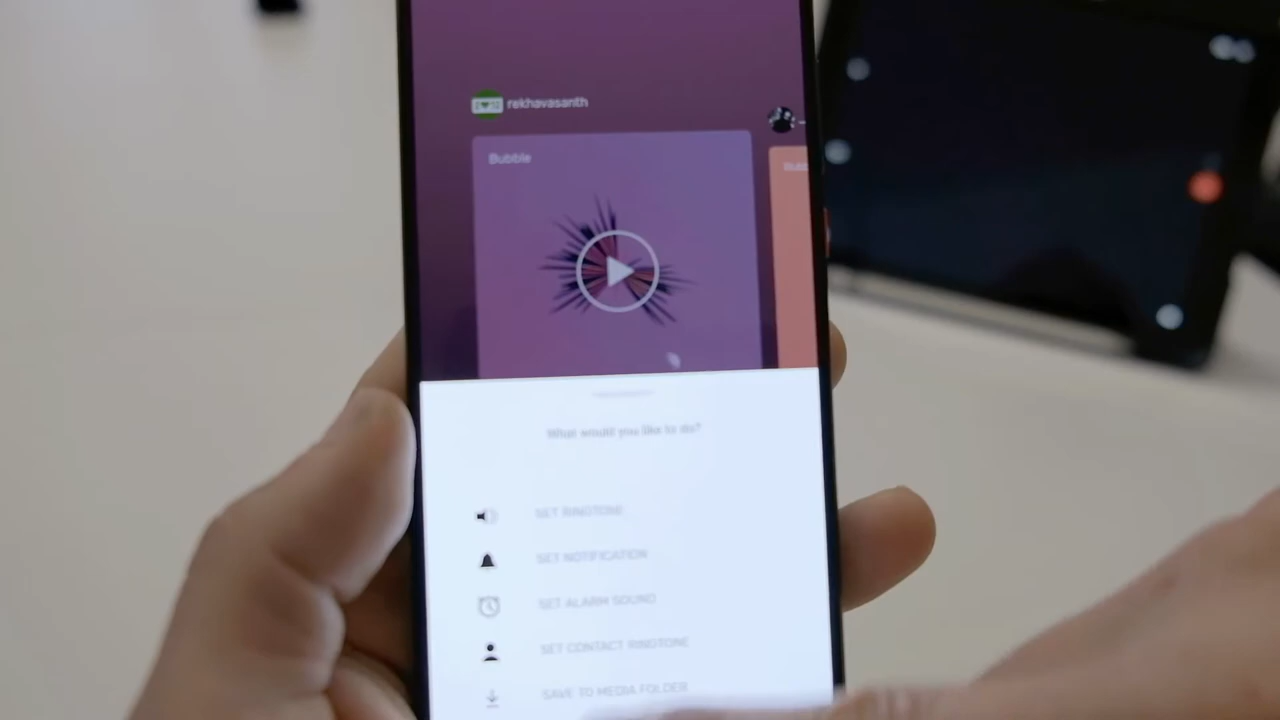 rekhavasanth
Bubble
What would you like to do?
SET RINGTONE
SET NOTIFICATION
SET ALARM SOUND
SET CONTACT RINGTONE
SAVE TO MEDIA FOLDER